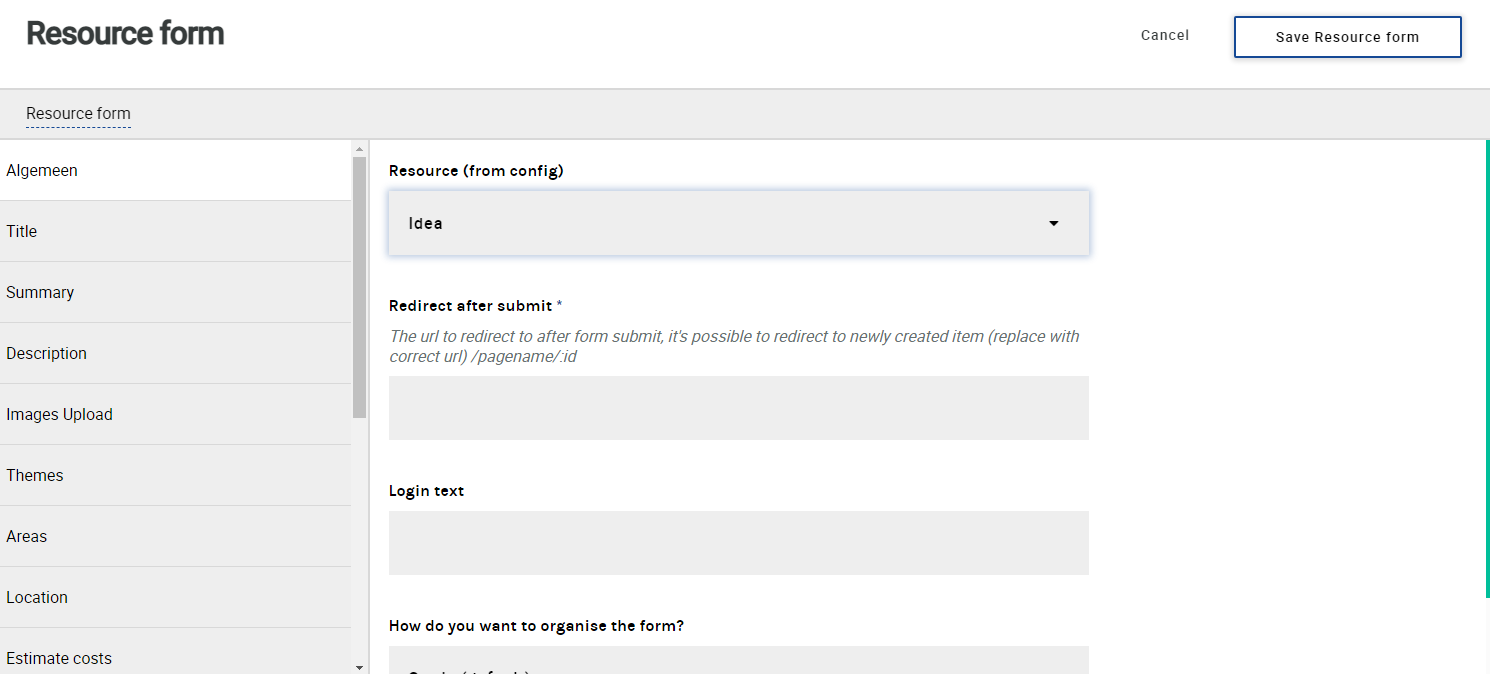 Resource form
Cancel
Save Resource form
Resource form
Algemeen
Title
Summary
Description
Images Upload
Themes
Areas
Location
Estimate costs
Resource (from config)
Idea
Redirect after submit *
The url to redirect to after form submit, it's possible to redirect to newly created item (replace with
correct url) /pagename/:id
Login text
How do you want to organise the form?